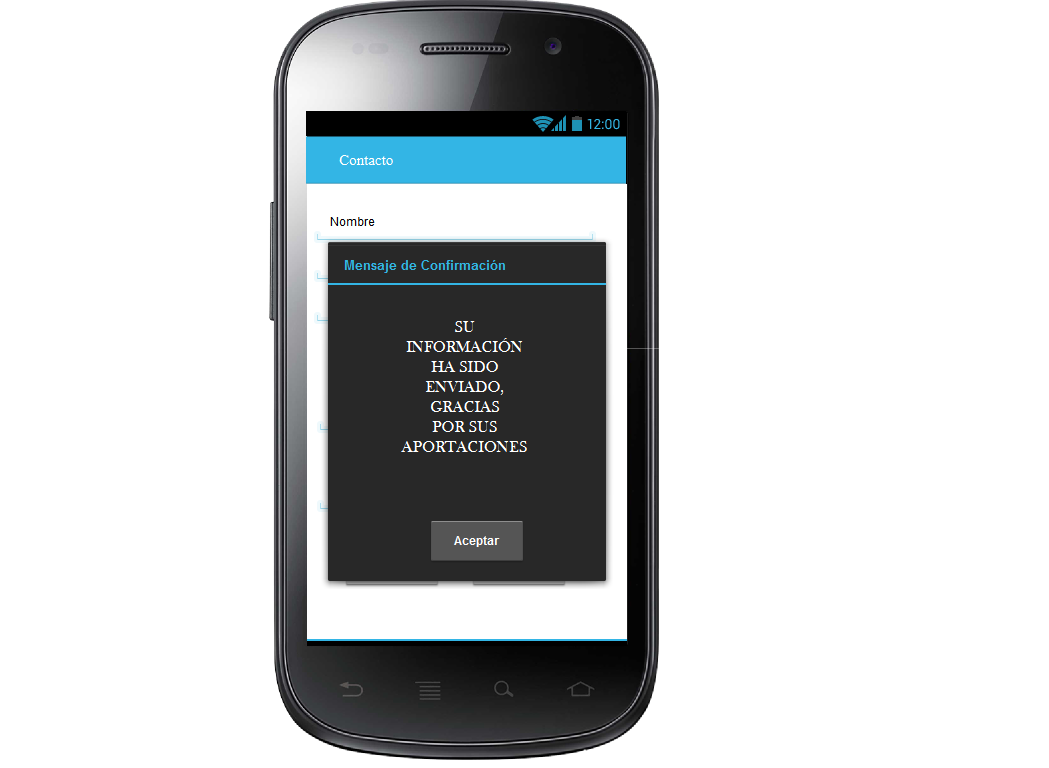 12:00
Contacto
Nombre
Mensaje de Confirmación
SU
INFORMACIÓN
HA SIDO
ENVIADO,
GRACIAS
POR SUS
APORTACIONES
Aceptar